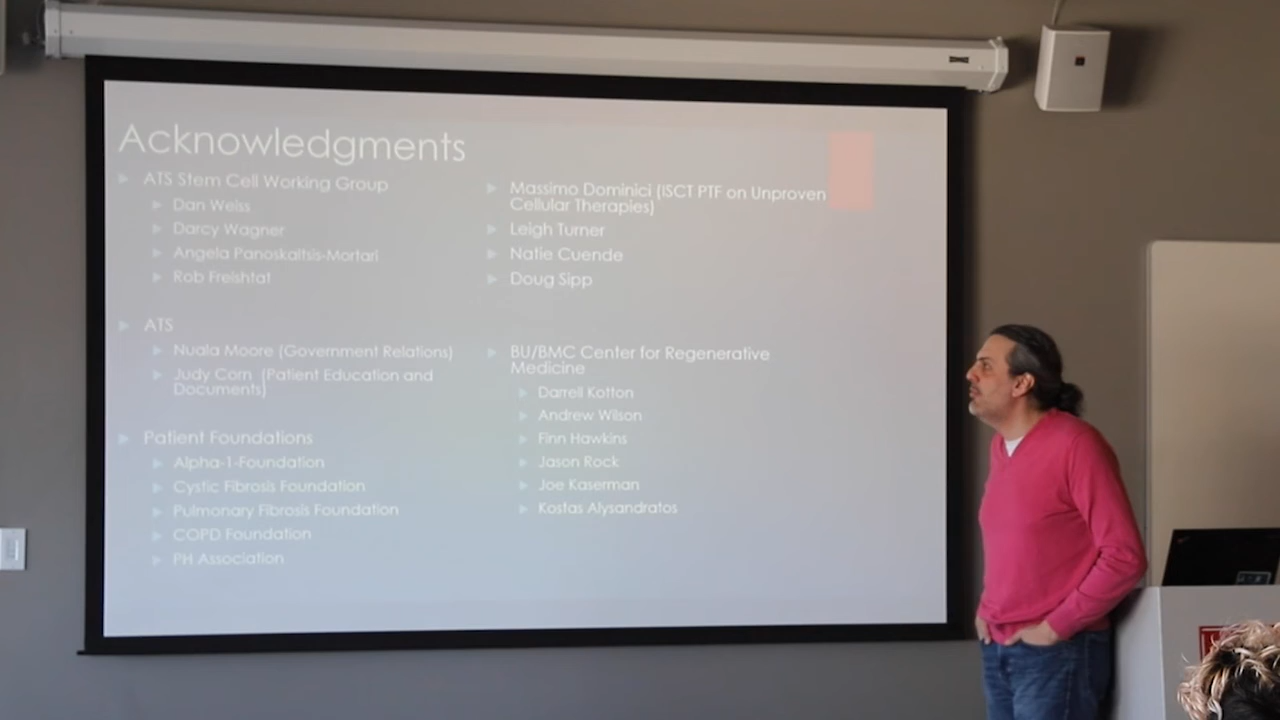 Acknowledgments
ATS Stem Cell Working Group
Dan Weiss
Darcy Wagner
Angela Panoskaltsis-Mortari
Rob Freishtat
ATS
Nuala Moore (Government Relations)
Judy Corn (Patient Education and
Documents)
Patient Foundations
Alpha-1-Foundation
Cystic Fibrosis Foundation
Pulmonary Fibrosis Foundation
COPD Foundation
PH Association
Massimo Dominici (ISCT PTF on Unproven
Cellular Therapies)
Leigh Turner
Natie Cuende
Doug Sipp
BU/BMC Center for Regenerative
Medicine
Darrell Kotton
Andrew Wilson
Finn Hawkins
Jason Rock
Joe Kaserman
Kostas Alysandratos